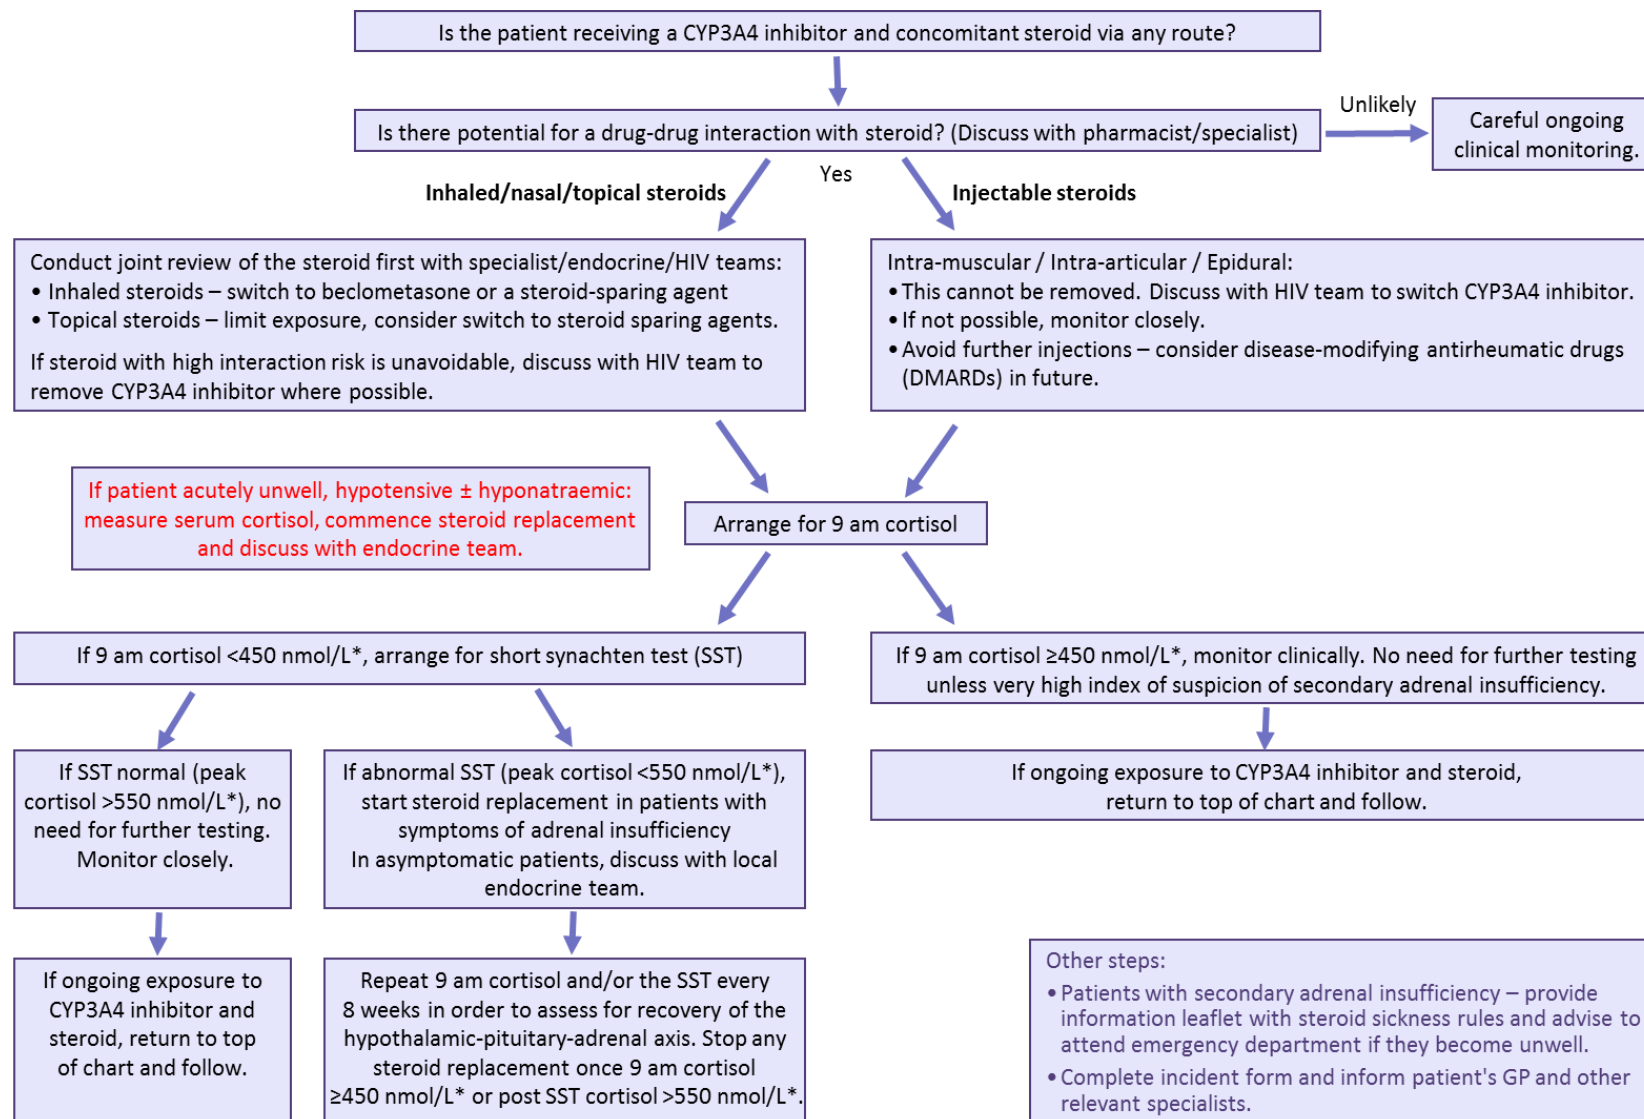 Is the patient receiving a CYP3A4 inhibitor and concomitant steroid via any route?
Is there potential for a drug-drug interaction with steroid? (Discuss with pharmacist/specialist)
Unlikely
Careful ongoing
clinical monitoring.
Yes
Inhaled/nasal/topical steroids
Injectable steroids
Conduct joint review of the steroid first with specialist/endocrine/HIV teams:
• Inhaled steroids – switch to beclometasone or a steroid-sparing agent
• Topical steroids – limit exposure, consider switch to steroid sparing agents.
If steroid with high interaction risk is unavoidable, discuss with HIV team to
remove CYP3A4 inhibitor where possible.
Intra-muscular / Intra-articular / Epidural:
• This cannot be removed. Discuss with HIV team to switch CYP3A4 inhibitor.
• If not possible, monitor closely.
• Avoid further injections – consider disease-modifying antirheumatic drugs
(DMARDs) in future.
If patient acutely unwell, hypotensive ± hyponatraemic:
measure serum cortisol, commence steroid replacement
and discuss with endocrine team.
Arrange for 9 am cortisol
If 9 am cortisol <450 nmol/L*, arrange for short synachten test (SST)
If 9 am cortisol ≥450 nmol/L*, monitor clinically. No need for further testing
unless very high index of suspicion of secondary adrenal insufficiency.
If SST normal (peak
cortisol >550 nmol/L*), no
need for further testing.
Monitor closely.
If abnormal SST (peak cortisol <550 nmol/L*),
start steroid replacement in patients with
symptoms of adrenal insufficiency
In asymptomatic patients, discuss with local
endocrine team.
If ongoing exposure to CYP3A4 inhibitor and steroid,
return to top of chart and follow.
If ongoing exposure to
CYP3A4 inhibitor and
steroid, return to top
of chart and follow.
Repeat 9 am cortisol and/or the SST every
8 weeks in order to assess for recovery of the
hypothalamic-pituitary-adrenal axis. Stop any
steroid replacement once 9 am cortisol
≥450 nmol/L* or post SST cortisol >550 nmol/L*.
Other steps:
• Patients with secondary adrenal insufficiency – provide
information leaflet with steroid sickness rules and advise to
attend emergency department if they become unwell.
• Complete incident form and inform patient's GP and other
relevant specialists.